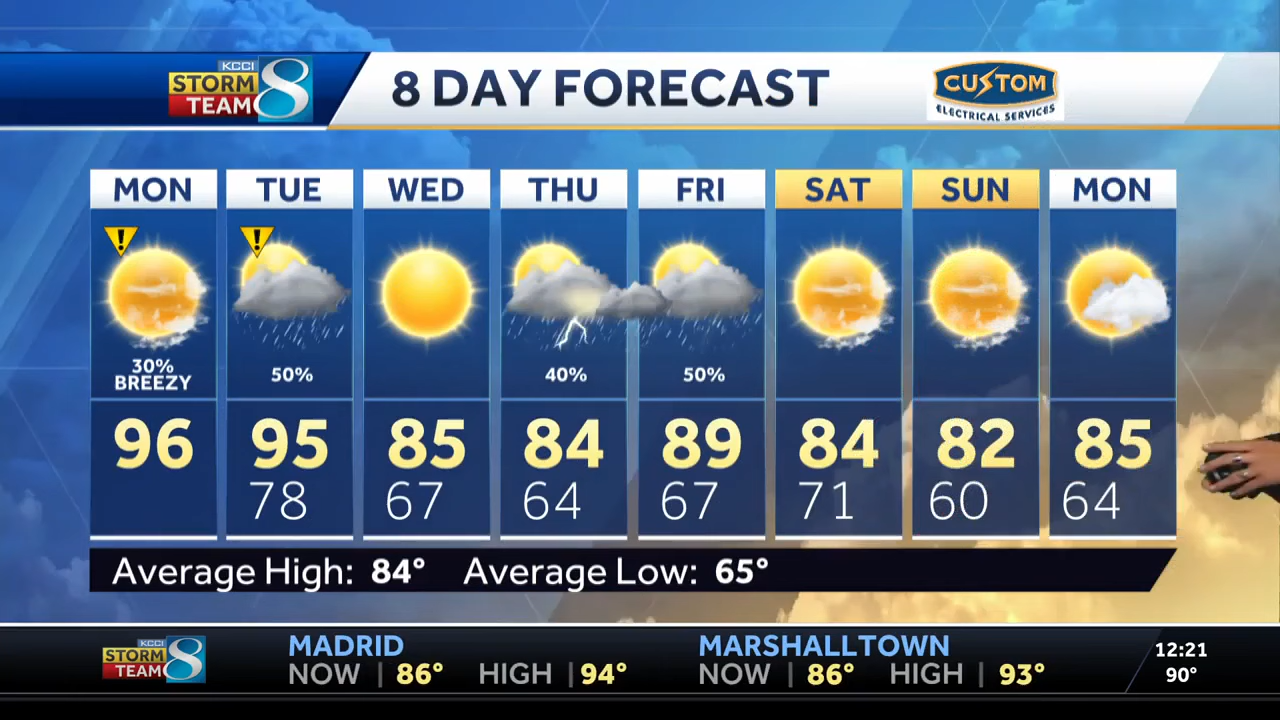 KCCI
STORM
TEAM 8
8 DAY FORECAST
CUSTOM
ELECTRICAL SERVICES
MON TUE WED THU FRI SAT SUN MON
! !
30%
BREEZY 50% 40% 50%
96 95 85 84 89 84 82 85
78 67 64 67 71 60 64
Average High: 84° Average Low: 65°
KCCI
STORM
TEAM 8
MADRID MARSHALLTOWN
NOW | 86° HIGH | 94° NOW | 86° HIGH | 93°
12:21
90°